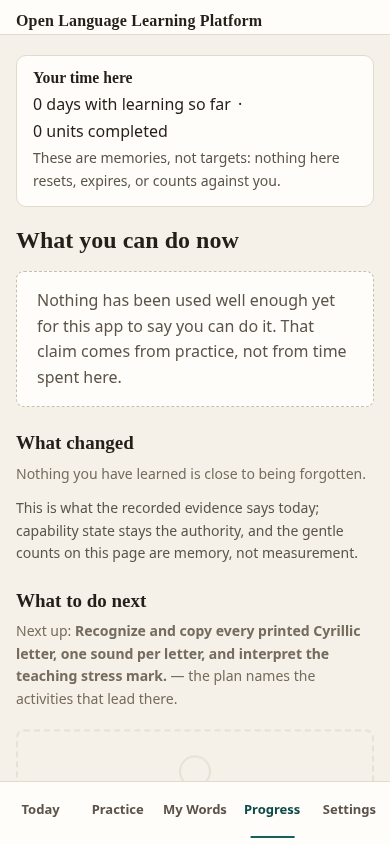 Open Language Learning Platform
Your time here
0 days with learning so far ·
0 units completed
These are memories, not targets: nothing here
resets, expires, or counts against you.
What you can do now
Nothing has been used well enough yet
for this app to say you can do it. That
claim comes from practice, not from time
spent here.
What changed
Nothing you have learned is close to being forgotten.
This is what the recorded evidence says today;
capability state stays the authority, and the gentle
counts on this page are memory, not measurement.
What to do next
Next up: Recognize and copy every printed Cyrillic
letter, one sound per letter, and interpret the
teaching stress mark. — the plan names the
activities that lead there.
Today Practice My Words Progress Settings